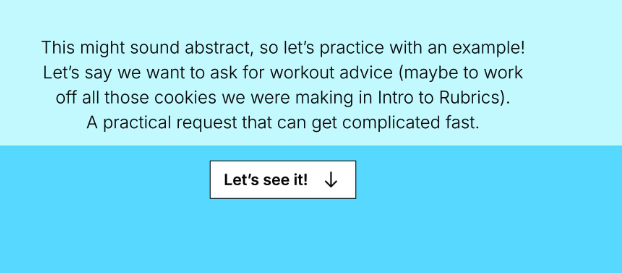 This might sound abstract, so let’s practice with an example!
Let’s say we want to ask for workout advice (maybe to work
off all those cookies we were making in Intro to Rubrics).
A practical request that can get complicated fast.
Let’s see it! ↓